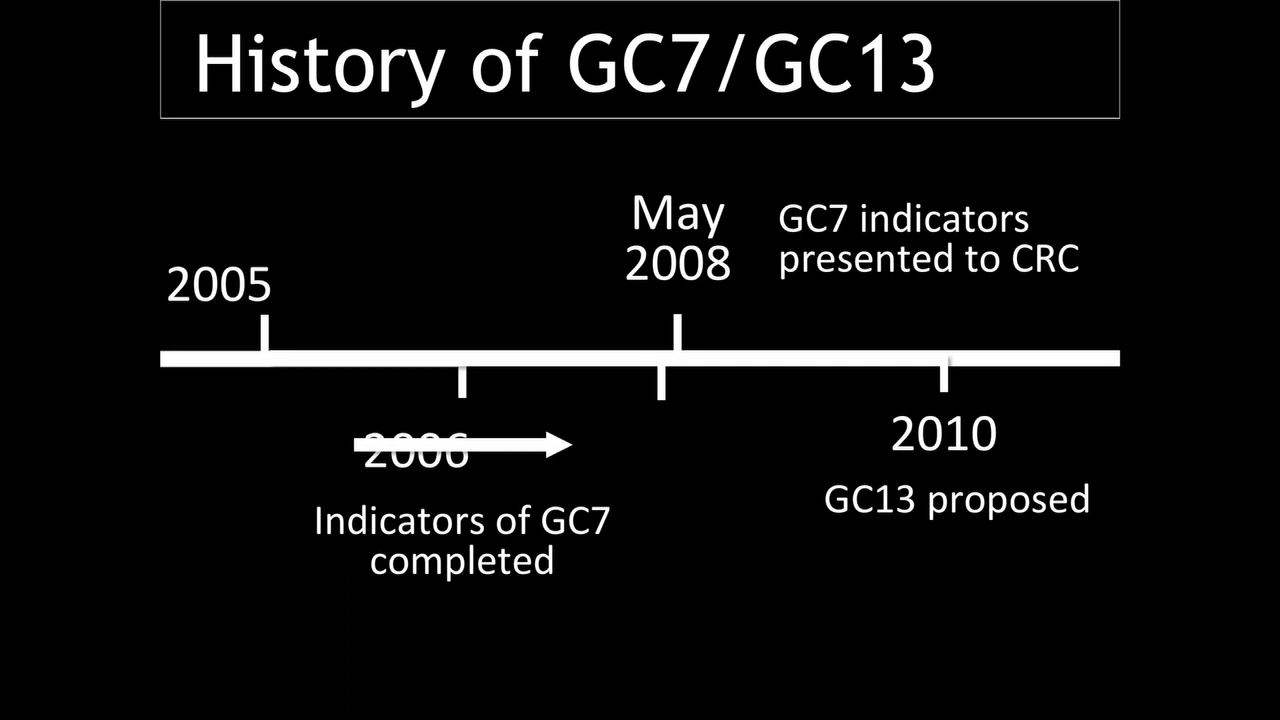 History of GC7/GC13
2005
May
2008
GC7 indicators
presented to CRC
2006
Indicators of GC7
completed
2010
GC13 proposed